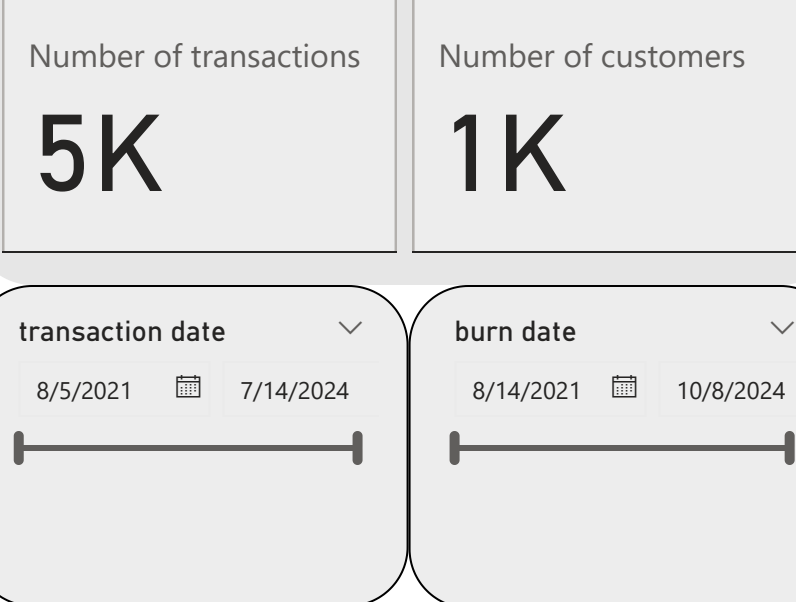 Number of transactions
5K
Number of customers
1K
transaction date
8/5/2021 7/14/2024
burn date
8/14/2021 10/8/2024